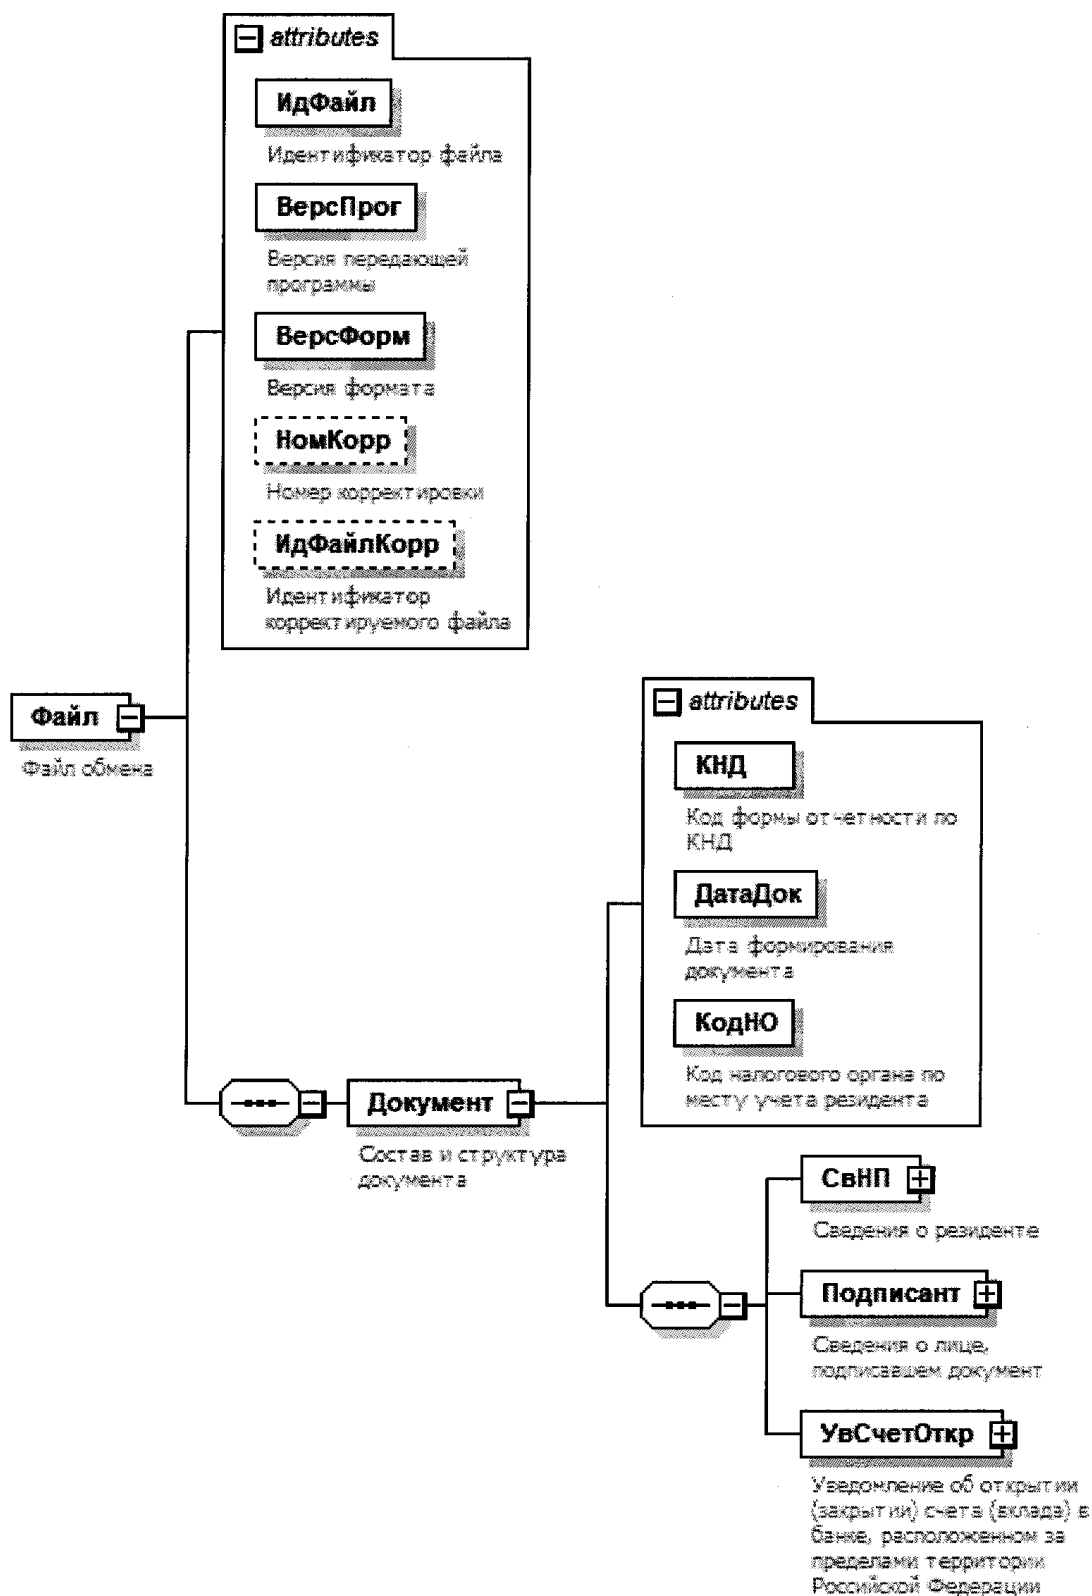 attributes
ИдФайл
Идентификатор файла
ВерсПрог
Версия передающей
программы
ВерсФорм
Версия формата
НомКорр
Номер корректировки
ИдФайлКорр
Идентификатор
корректируемого файла
Файл
Файл обмена
attributes
КНД
Код формы отчетности по
КНД
ДатаДок
Дата формирования
документа
КодНО
Код налогового органа по
месту учета резидента
Документ
Состав и структура
документа
СвНП
Сведения о резиденте
Подписант
Сведения о лице,
подписавшем документ
УвСчетОткр
Уведомление об открытии
(закрытии) счета (вклада) в
банке, расположенном за
пределами территории
Российской Федерации